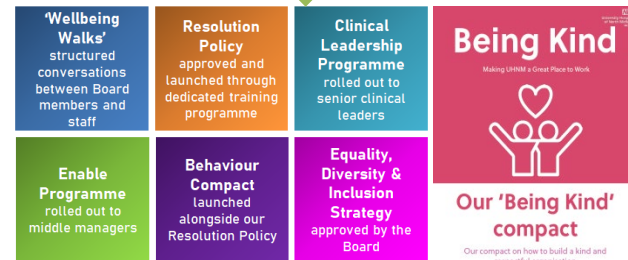 'Wellbeing
Walks'
structured
conversations
between Board
members and
staff
Resolution
Policy
approved and
launched through
dedicated training
programme
Clinical
Leadership
Programme
rolled out to
senior clinical
leaders
Enable
Programme
rolled out to
middle managers
Behaviour
Compact
launched
alongside our
Resolution Policy
Equality,
Diversity &
Inclusion
Strategy
approved by the
Board
Being Kind
Making UHNM a Great Place to Work
Our 'Being Kind'
compact
Our compact on how to build a kind and